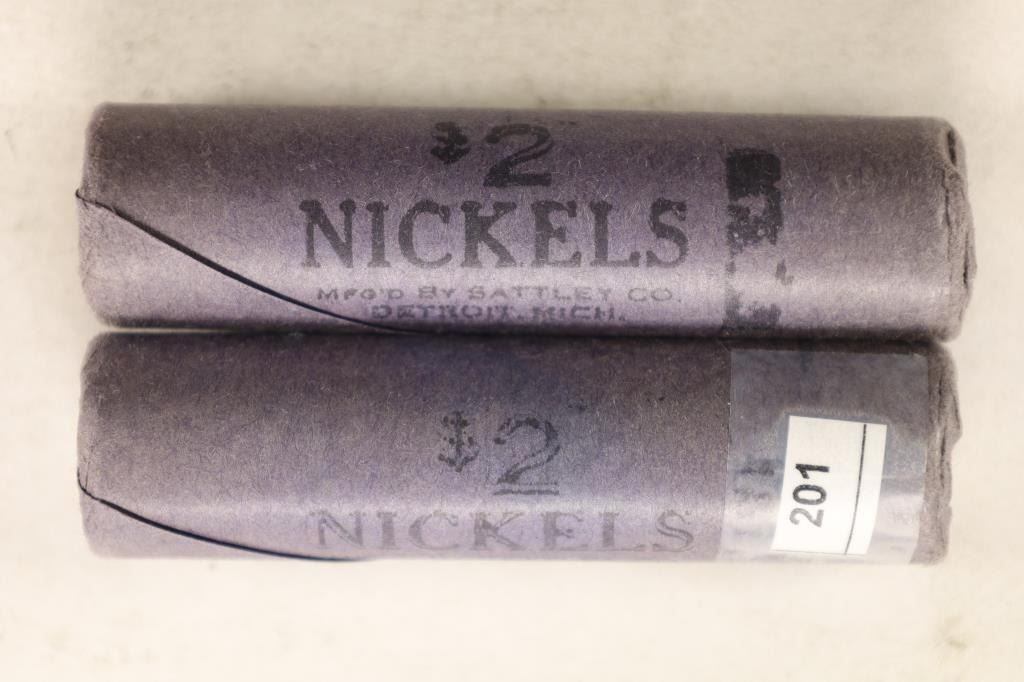 $2
NICKELS
MFG'D BY SATTLEY CO.
DETROIT, MICH.
$2
NICKELS
201